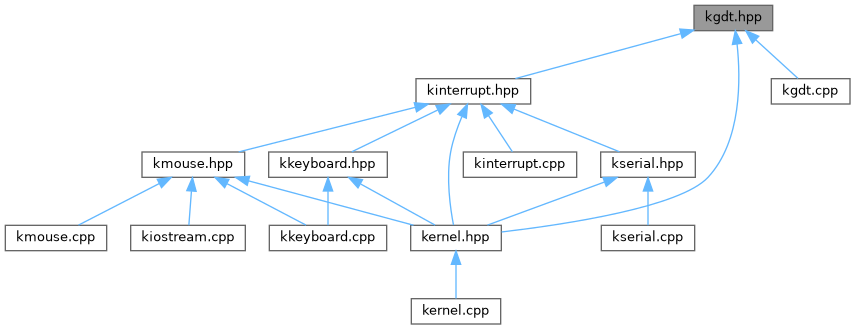 kgdt.hpp
kinterrupt.hpp
kgdt.cpp
kmouse.hpp
kkeyboard.hpp
kinterrupt.cpp
kserial.hpp
kmouse.cpp
kiostream.cpp
kkeyboard.cpp
kernel.hpp
kserial.cpp
kernel.cpp